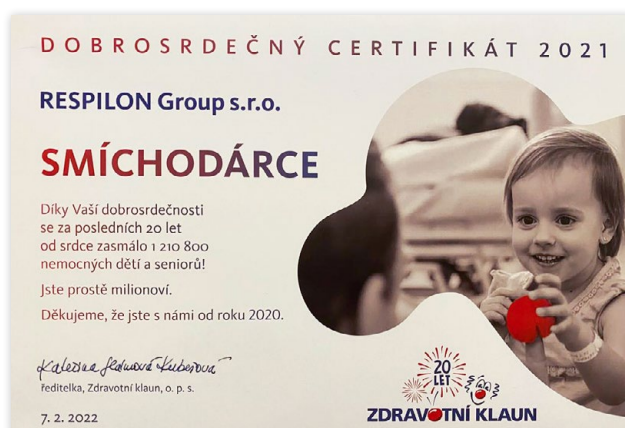 DOBROSRDEČNÝ CERTIFIKÁT 2021
RESPILON Group s.r.o.
SMÍCHODÁRCE
Díky Vaší dobrosrdečnosti
se za posledních 20 let
od srdce zasmálo 1 210 800
nemocných dětí a seniorů!
Jste prostě milionoví.
Děkujeme, že jste s námi od roku 2020.
ředitelka, Zdravotní klaun, o. p. s.
7. 2. 2022
20
LET
ZDRAVOTNÍ KLAUN